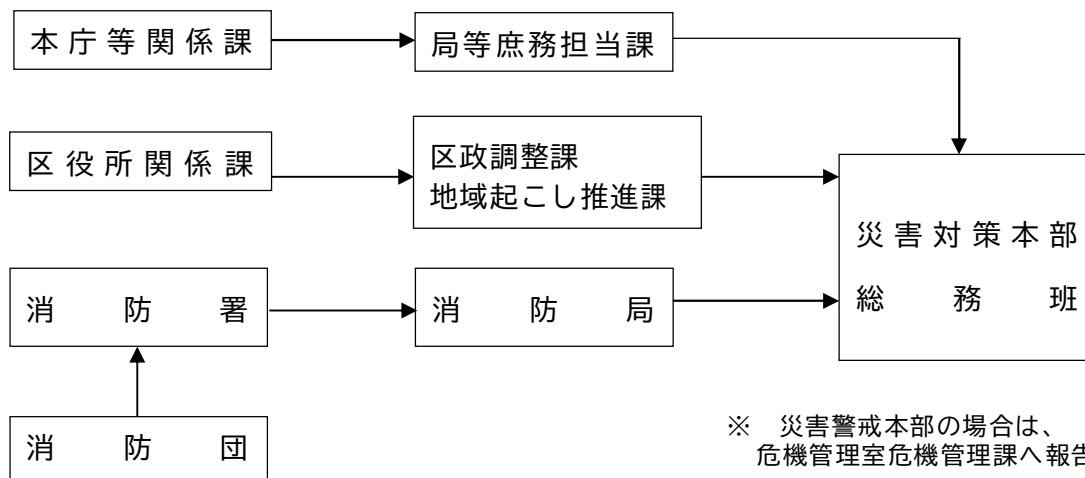 本庁等関係課
局等庶務担当課
区役所関係課
区政調整課
地域起こし推進課
災害対策本部
総務班
消防署
消防局
消防団
※ 災害警戒本部の場合は、
危機管理室危機管理課へ報告